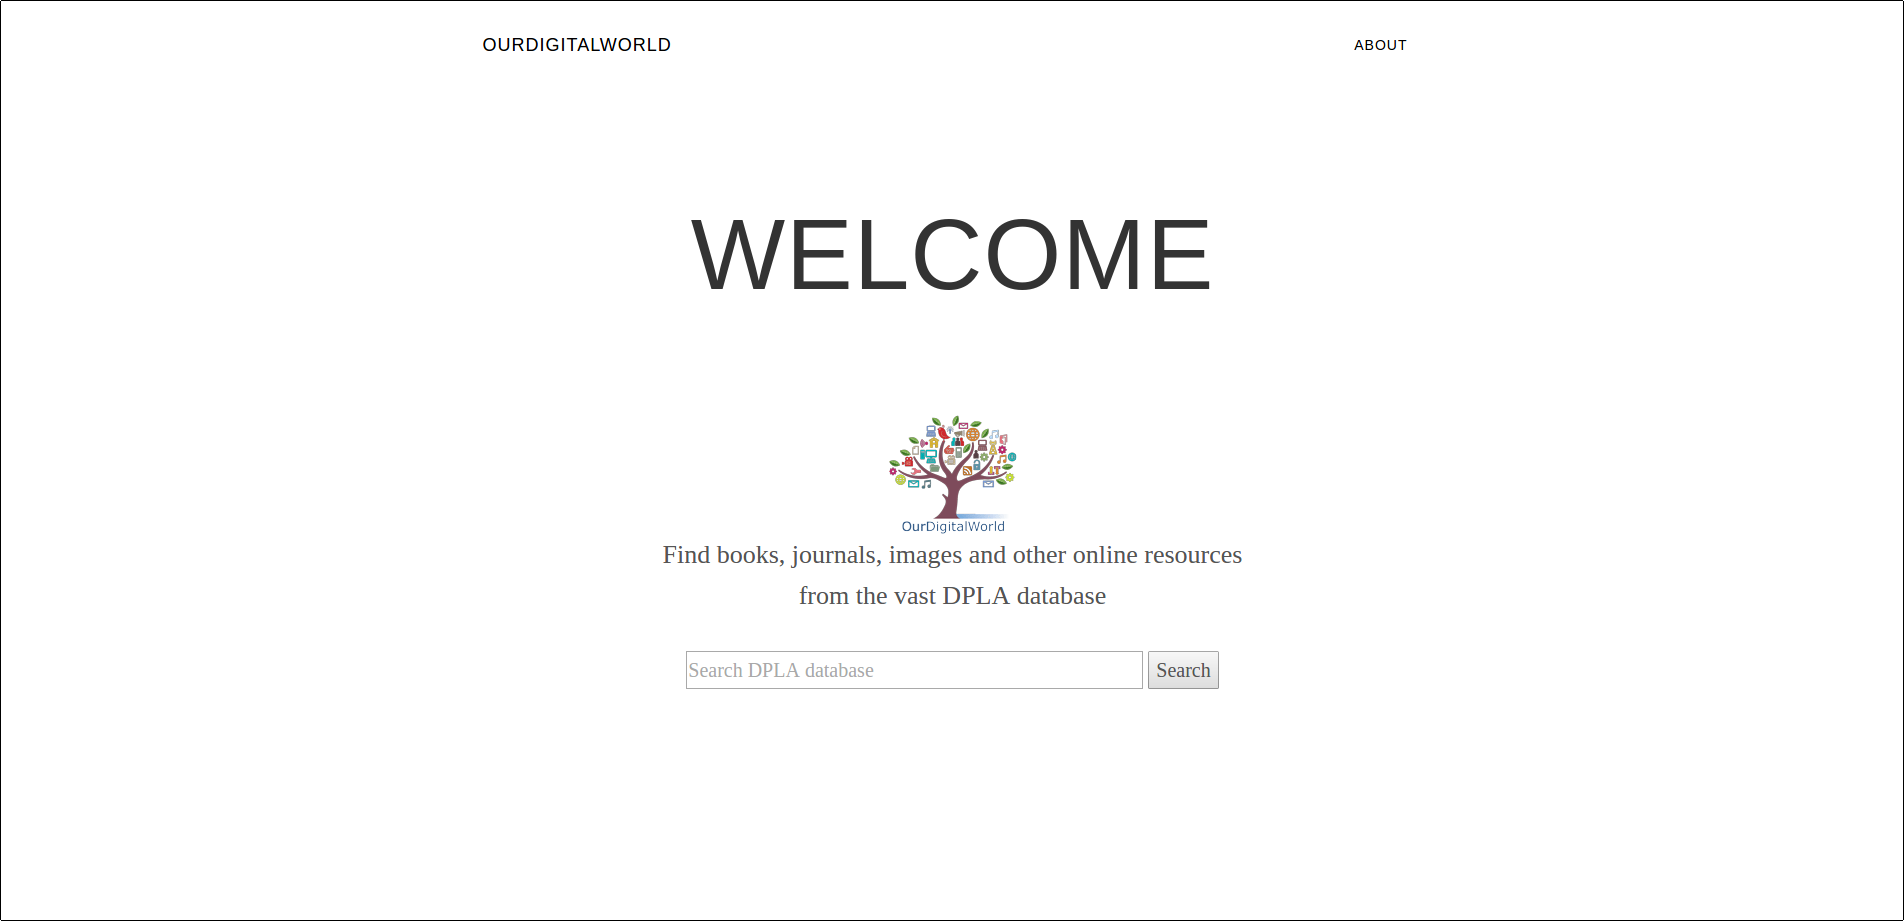 OURDIGITALWORLD
ABOUT
WELCOME
OurDigitalWorld
Find books, journals, images and other online resources
from the vast DPLA database
Search DPLA database
Search